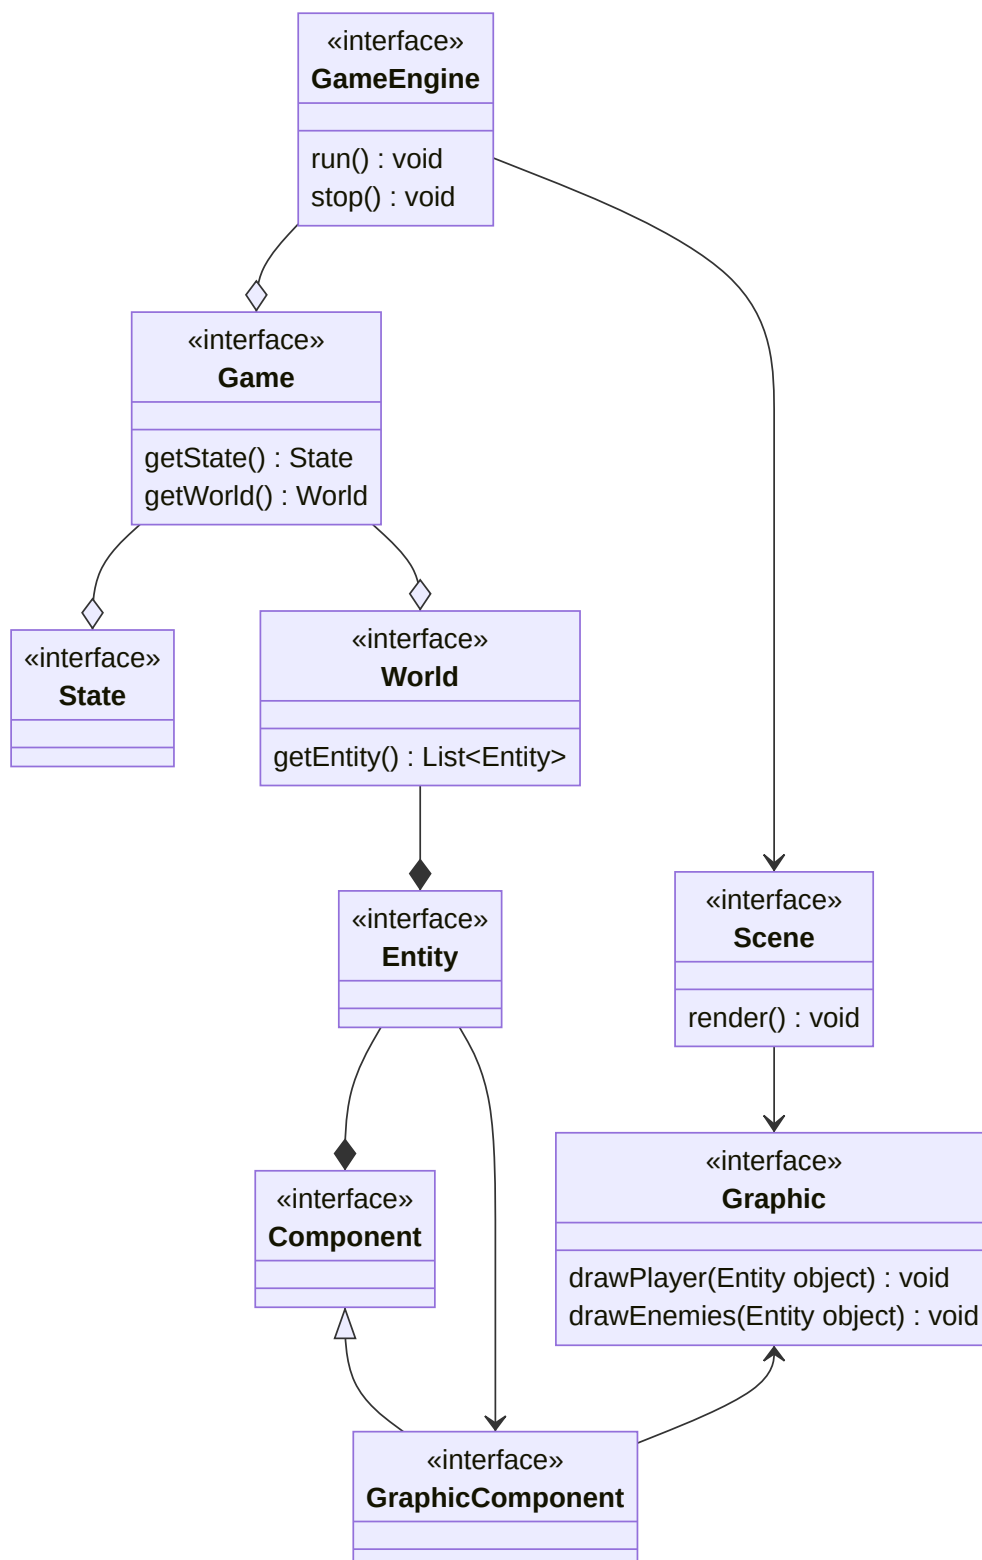 «interface»
GameEngine
run() : void
stop() : void
«interface»
Game
getState() : State
getWorld() : World
«interface»
State
«interface»
World
getEntity() : List<Entity>
«interface»
Entity
«interface»
Scene
render() : void
«interface»
Component
«interface»
Graphic
drawPlayer(Entity object) : void
drawEnemies(Entity object) : void
«interface»
GraphicComponent